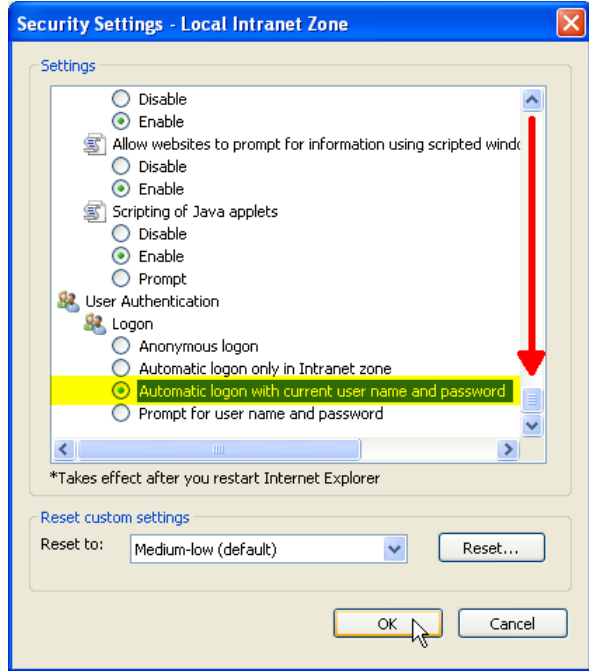 Security Settings - Local Intranet Zone
Settings
Disable
Enable
Allow websites to prompt for information using scripted windo
Disable
Enable
Scripting of Java applets
Disable
Enable
Prompt
User Authentication
Logon
Anonymous logon
Automatic logon only in Intranet zone
Automatic logon with current user name and password
Prompt for user name and password
*Takes effect after you restart Internet Explorer
Reset custom settings
Reset to: Medium-low (default) Reset...
OK Cancel